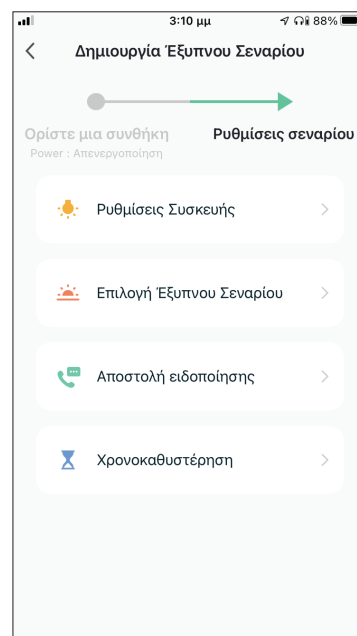 3:10 μμ 88%
Δημιουργία Έξυπνου Σεναρίου
Ορίστε μια συνθήκη Ρυθμίσεις σεναρίου
Power : Απενεργοποίηση
Ρυθμίσεις Συσκευής
Επιλογή Έξυπνου Σεναρίου
Αποστολή ειδοποίησης
Χρονοκαθυστέρηση